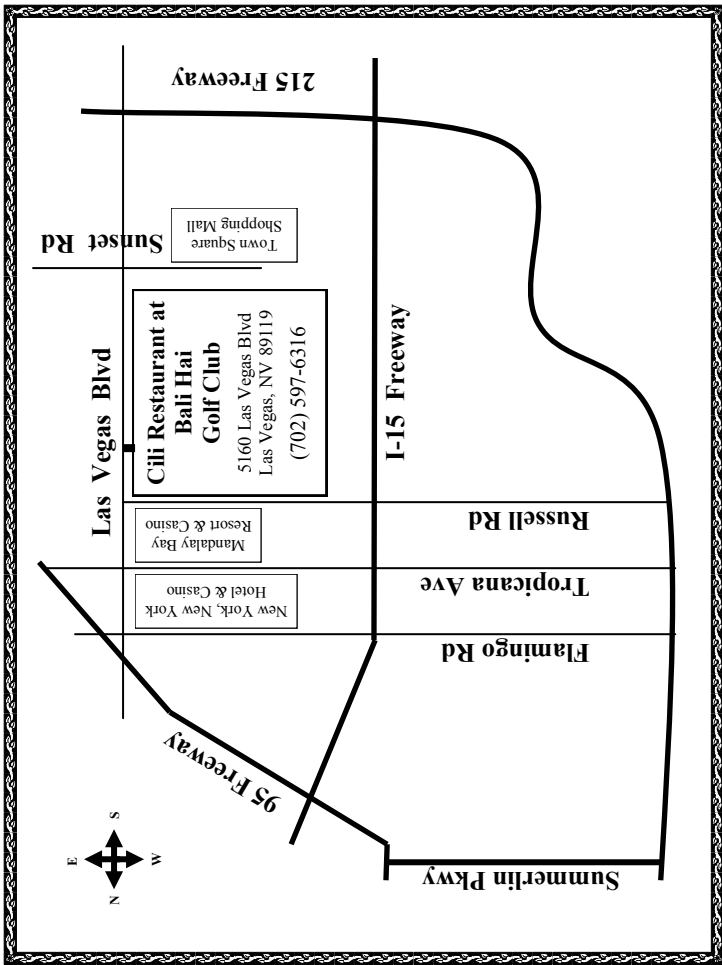 215 Freeway
Sunset Rd
Town Square
Shopping Mall
Las Vegas Blvd
Cili Restaurant at
Bali Hai
Golf Club
5160 Las Vegas Blvd
Las Vegas, NV 89119
(702) 597-6316
I-15 Freeway
Mandalay Bay
Resort & Casino
Russell Rd
New York, New York
Hotel & Casino
Tropicana Ave
Flamingo Rd
95 Freeway
Summerlin Pkwy
E
S
N
W